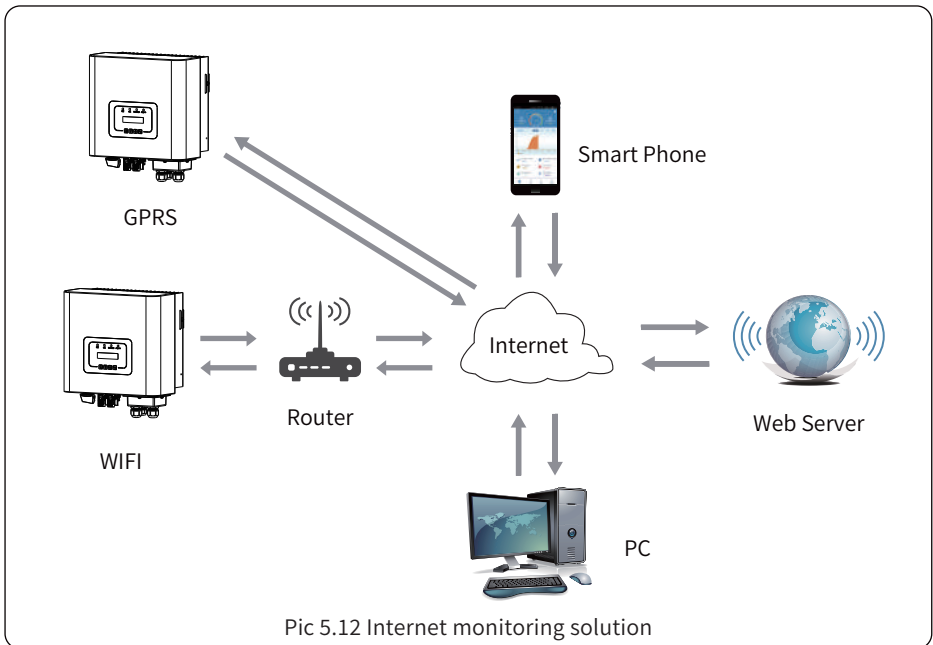 Smart Phone
GPRS
Internet
Router
Web Server
WIFI
PC
Pic 5.12 Internet monitoring solution